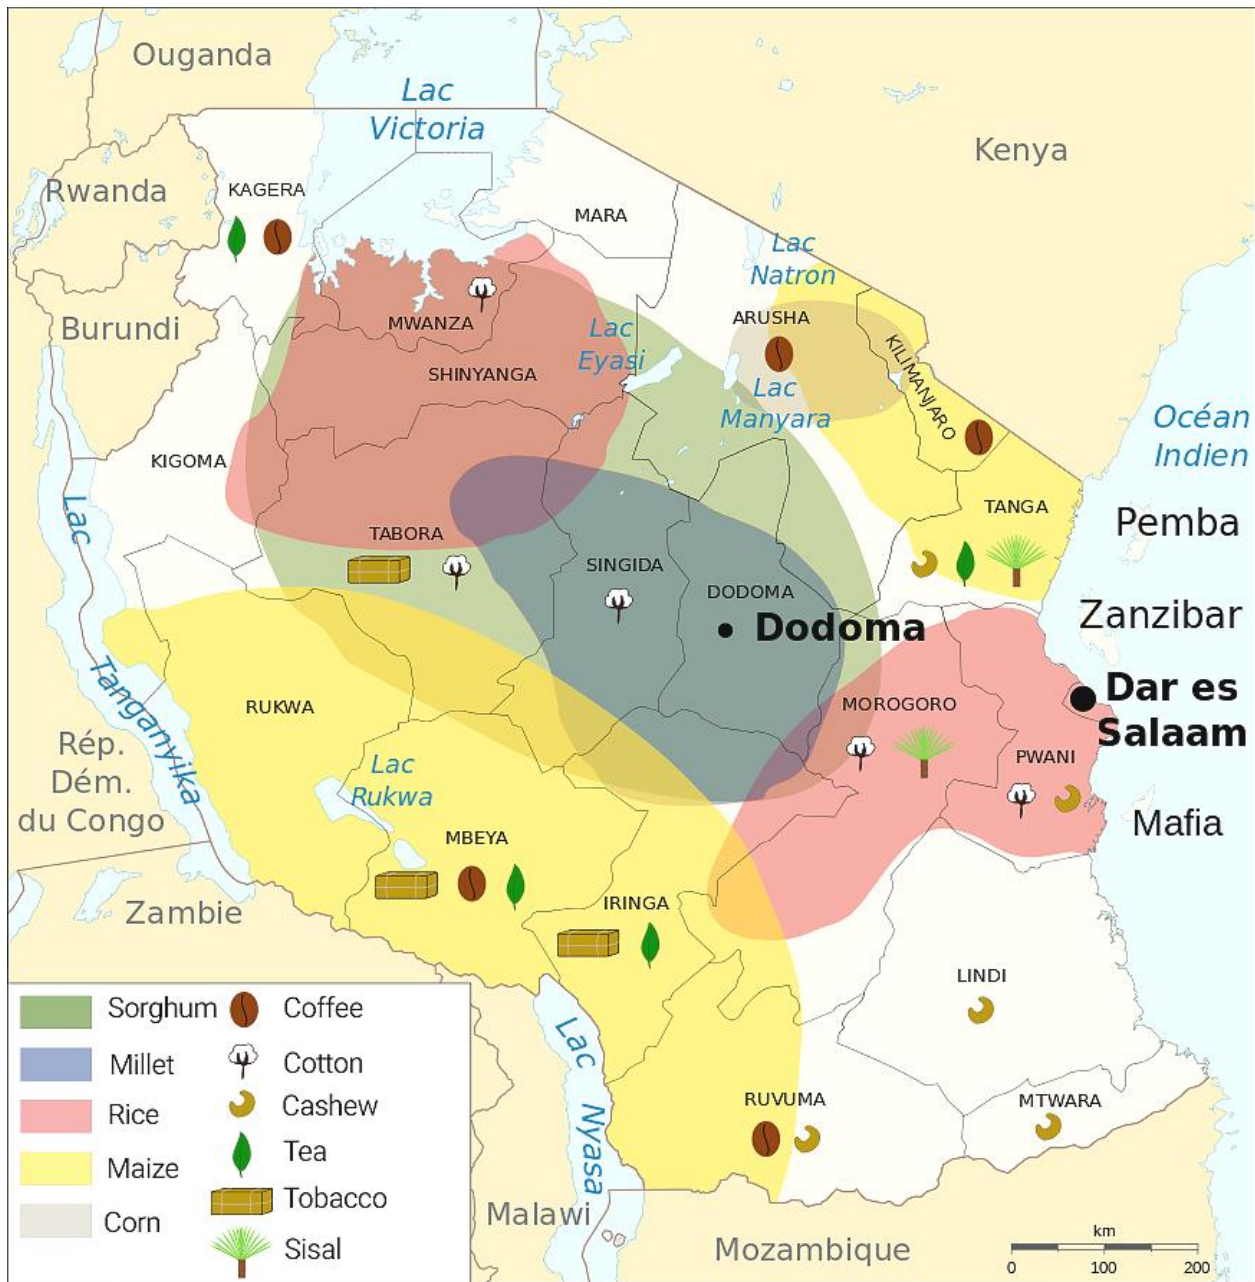 Ouganda
Lac
Victoria
Kenya
Rwanda
KAGERA
MARA
Lac
Natron
Burundi
MWANZA
ARUSHA
Lac
Eyasi
KILIMANJARO
SHINYANGA
Lac
Manyara
Océan
Indien
KIGOMA
Lac
Tanganyika
TANGA
Pemba
TABORA
SINGIDA
DODOMA
Dodoma
Zanzibar
RUKWA
MOROGORO
Dar es
Salaam
Rép.
Dém.
du Congo
Lac
Rukwa
PWANI
Mafia
MBEYA
Zambie
IRINGA
LINDI
Lac
Nyasa
RUVUMA
MTWARA
Malawi
Mozambique
Sorghum
Millet
Rice
Maize
Corn
Coffee
Cotton
Cashew
Tea
Tobacco
Sisal
km
0 100 200